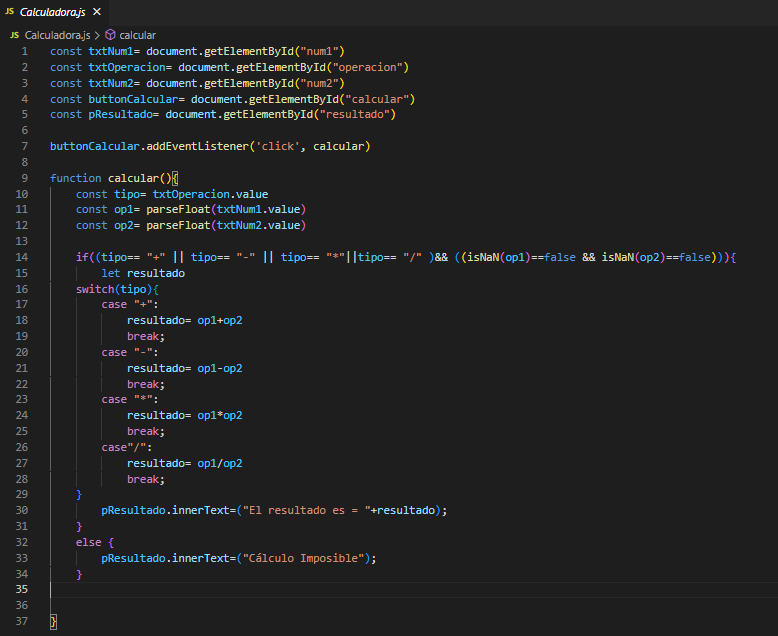 JS Calculadora.js ×
JS Calculadora.js > calcular
1 const txtNum1= document.getElementById("num1")
2 const txtOperacion= document.getElementById("operacion")
3 const txtNum2= document.getElementById("num2")
4 const buttonCalcular= document.getElementById("calcular")
5 const pResultado= document.getElementById("resultado")
6
7 buttonCalcular.addEventListener('click', calcular)
8
9 function calcular(){
10 const tipo= txtOperacion.value
11 const op1= parseFloat(txtNum1.value)
12 const op2= parseFloat(txtNum2.value)
13
14 if((tipo== "+" || tipo== "-" || tipo== "*"||tipo== "/" )&& ((isNaN(op1)==false && isNaN(op2)==false))){
15 let resultado
16 switch(tipo){
17 case "+":
18 resultado= op1+op2
19 break;
20 case "-":
21 resultado= op1-op2
22 break;
23 case "*":
24 resultado= op1*op2
25 break;
26 case"/":
27 resultado= op1/op2
28 break;
29 }
30 pResultado.innerText=("El resultado es = "+resultado);
31 }
32 else {
33 pResultado.innerText=("Cálculo Imposible");
34 }
35
36
37 }